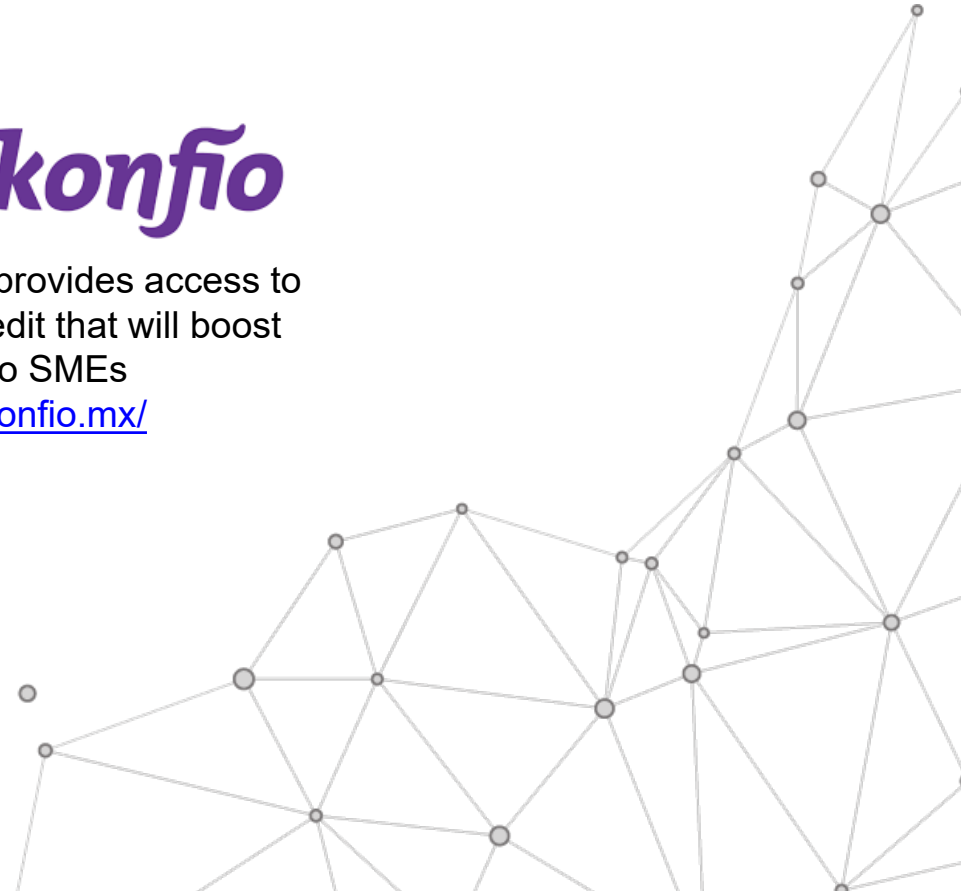 konfio
provides access to
edit that will boost
o SMEs
onfio.mx/